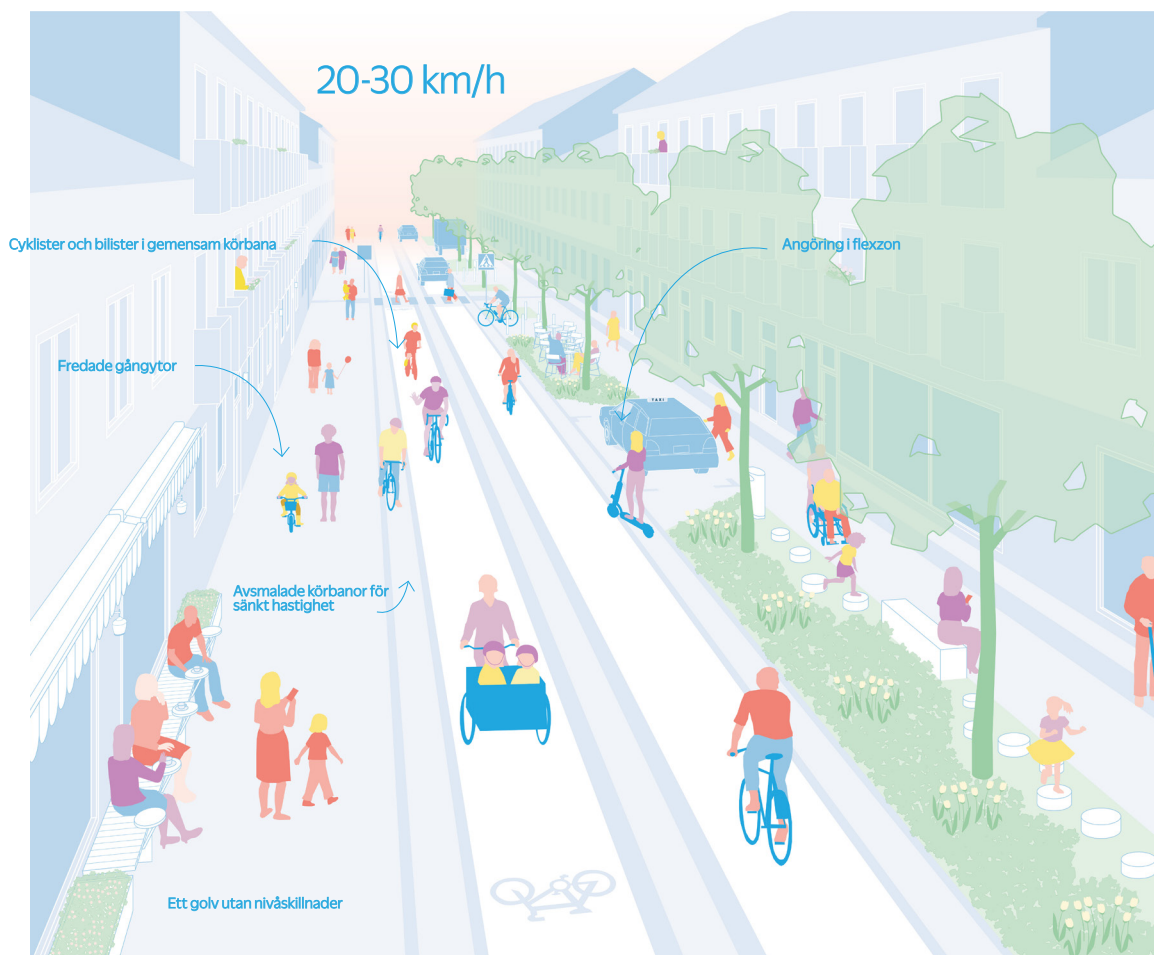 20-30 km/h
Cyklister och bilister i gemensam körbana
Angöring i flexzon
Fredade gångytor
TAXI
Avsmalade körbanor för
sänkt hastighet
Ett golv utan nivåskillnader